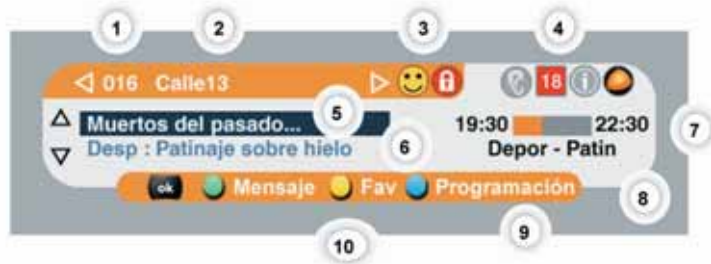 1 2 3 4
016 Calle13 18 i
5
Muertos del pasado... 19:30 22:30 7
6
Desp : Patinaje sobre hielo Depor - Patin
ok Mensaje Fav Programación 8
10 9